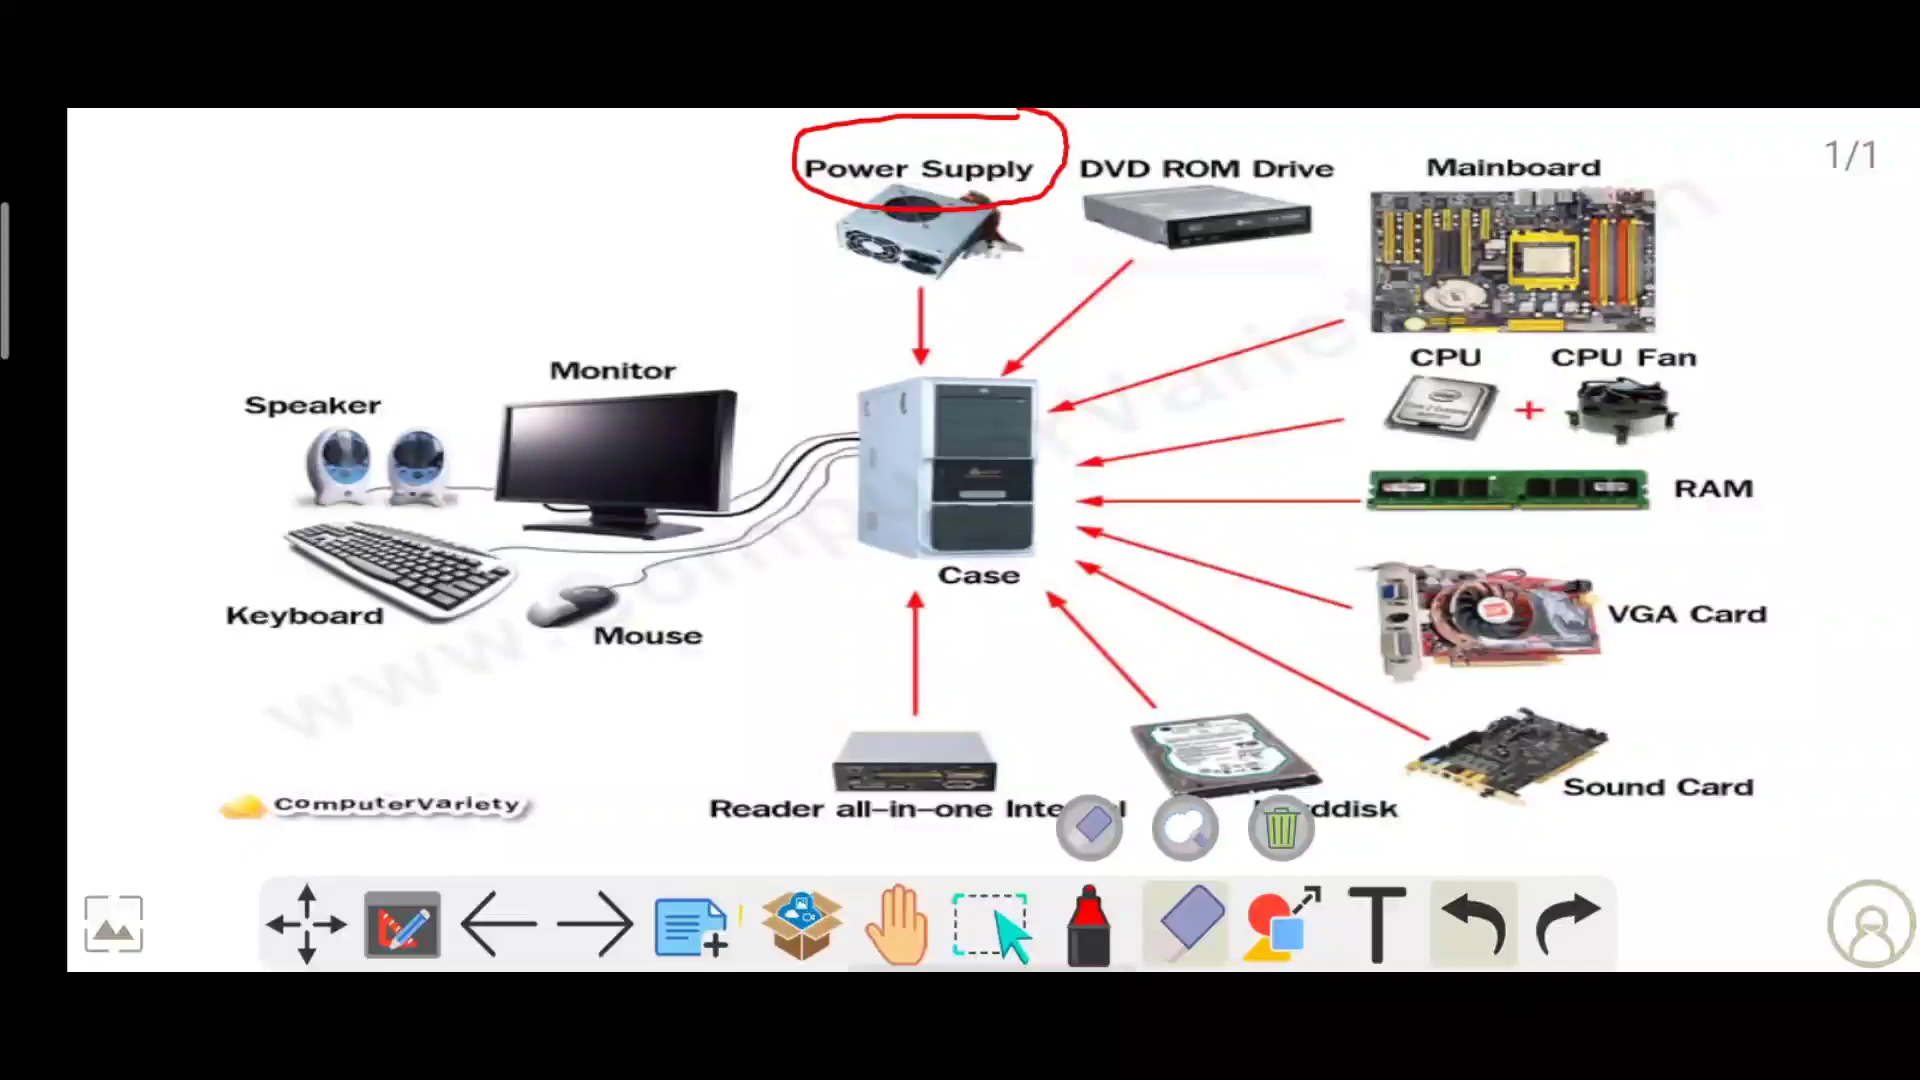 1/1
Power Supply
DVD ROM Drive
Mainboard
CPU
CPU Fan
Monitor
Speaker
RAM
Case
Keyboard
Mouse
VGA Card
Sound Card
ComPuterVariety
Reader all-in-one